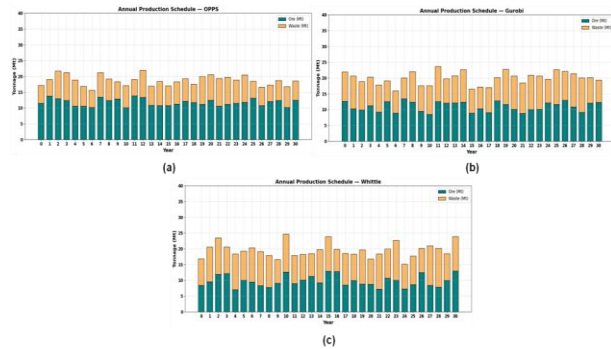 Annual Production Schedule — OPPS
Ore (Mt)
Waste (Mt)
Tonnage (Mt)
40
35
30
25
20
15
10
5
0
0 1 2 3 4 5 6 7 8 9 10 11 12 13 14 15 16 17 18 19 20 21 22 23 24 25 26 27 28 29 30
Year
(a)
Annual Production Schedule — Gurobi
Ore (Mt)
Waste (Mt)
Tonnage (Mt)
40
35
30
25
20
15
10
5
0
0 1 2 3 4 5 6 7 8 9 10 11 12 13 14 15 16 17 18 19 20 21 22 23 24 25 26 27 28 29 30
Year
(b)
Annual Production Schedule — Whittle
Ore (Mt)
Waste (Mt)
Tonnage (Mt)
40
35
30
25
20
15
10
5
0
0 1 2 3 4 5 6 7 8 9 10 11 12 13 14 15 16 17 18 19 20 21 22 23 24 25 26 27 28 29 30
Year
(c)